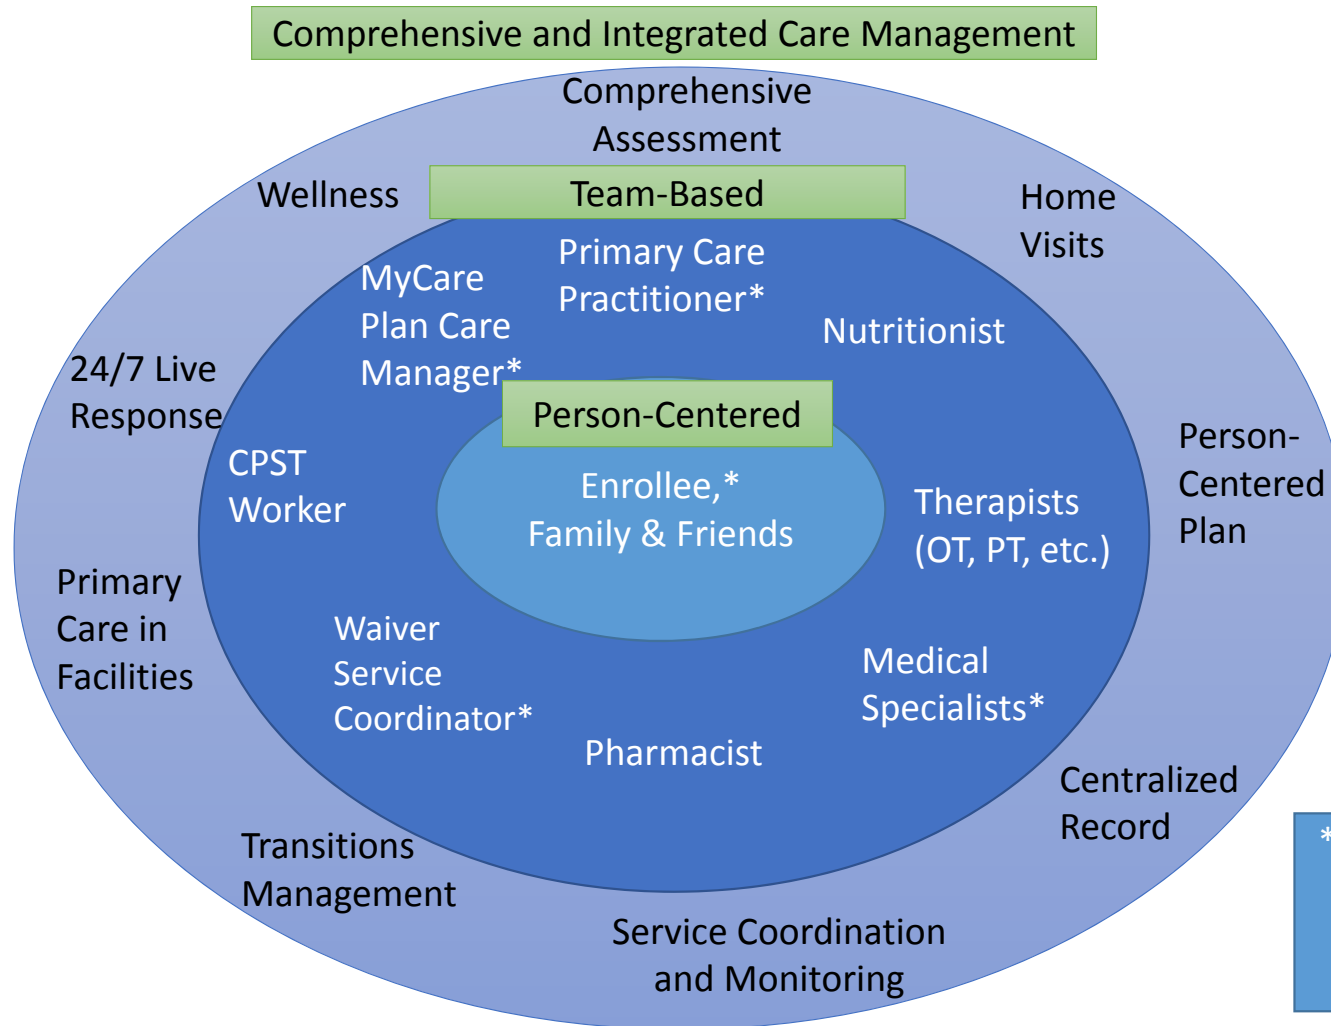 Comprehensive and Integrated Care Management
Comprehensive
Assessment
Wellness
Team-Based
Home
Visits
MyCare
Plan Care
Manager*
Primary Care
Practitioner*
Nutritionist
24/7 Live
Response
Person-Centered
CPST
Worker
Enrollee,*
Family & Friends
Therapists
(OT, PT, etc.)
Person-
Centered
Plan
Primary
Care in
Facilities
Waiver
Service
Coordinator*
Medical
Specialists*
Pharmacist
Centralized
Record
Transitions
Management
Service Coordination
and Monitoring
*